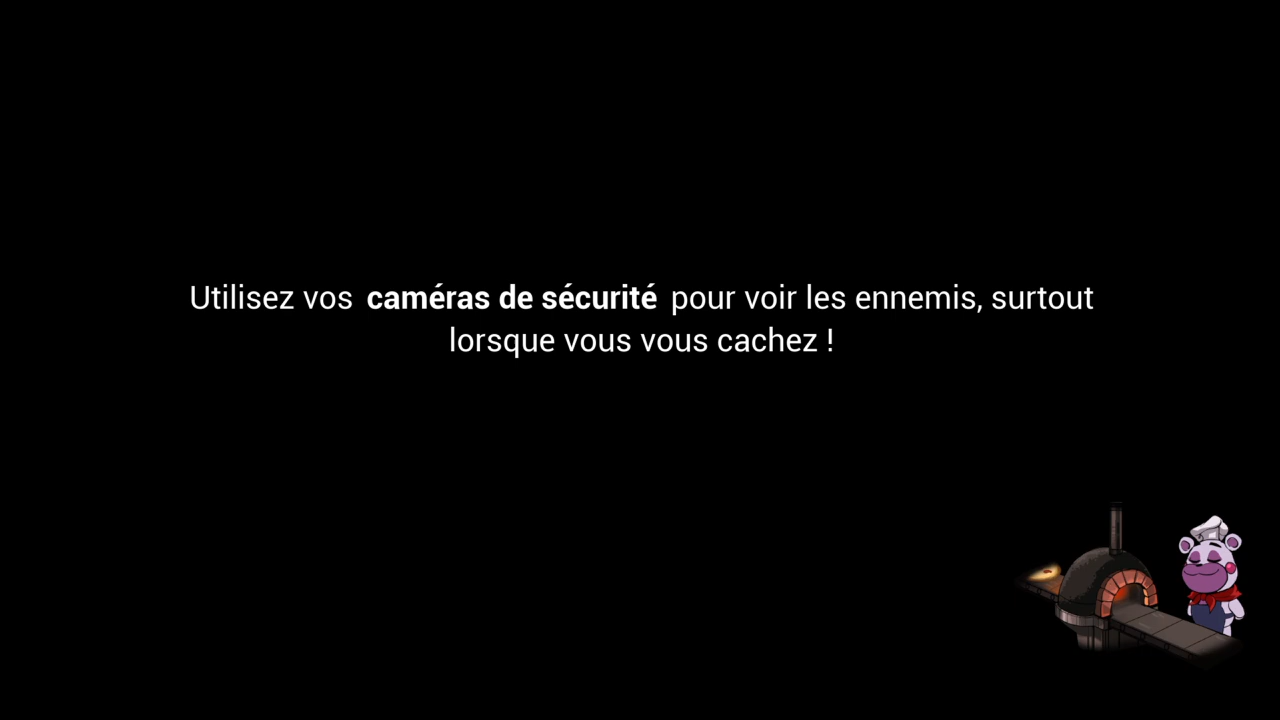 Utilisez vos caméras de sécurité pour voir les ennemis, surtout
lorsque vous vous cachez !